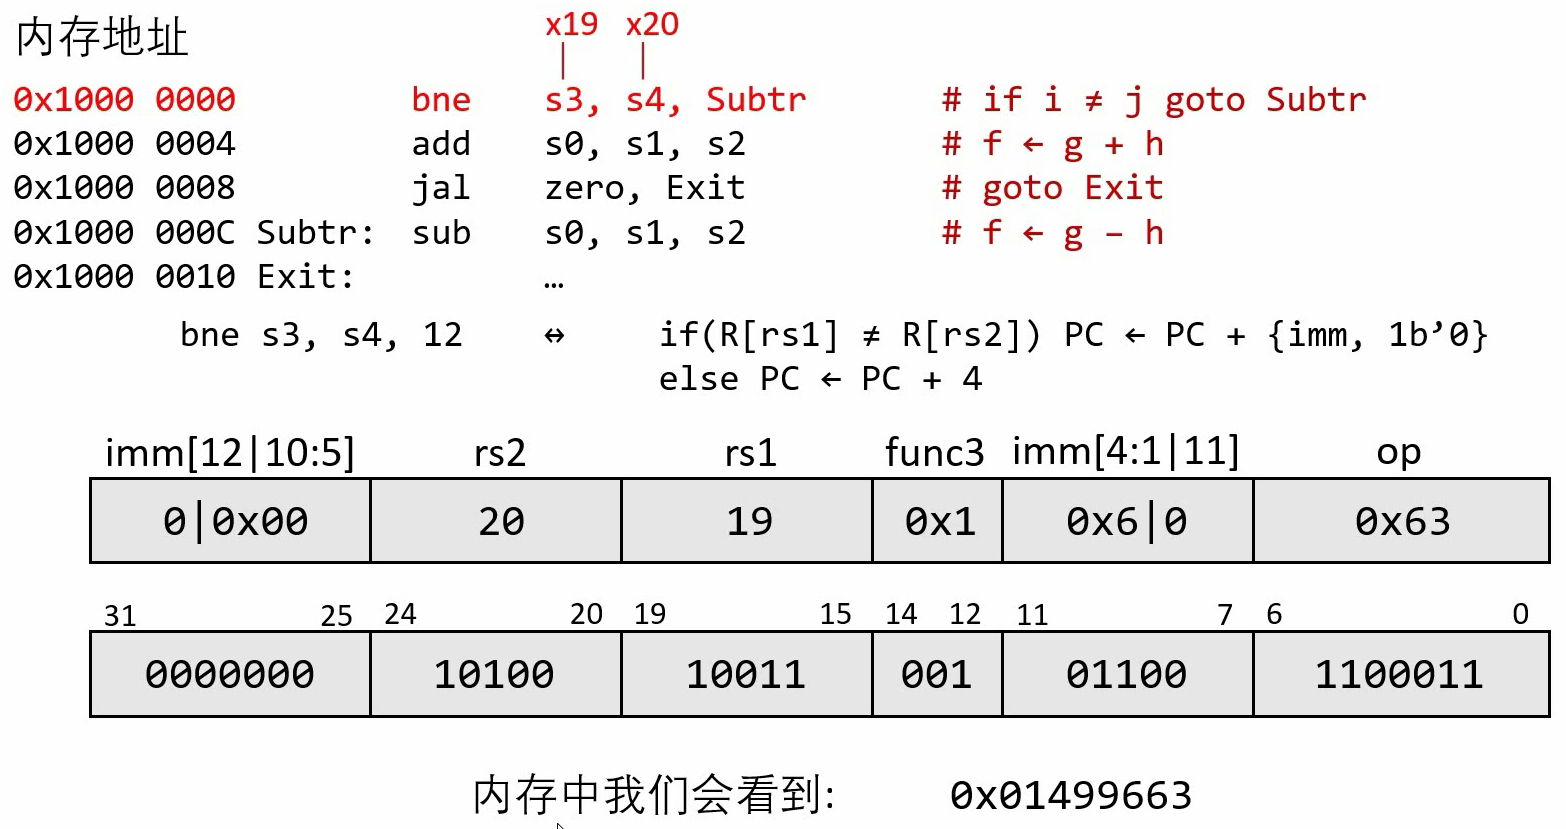 x19 x20
内存地址
0x1000 0000 bne s3, s4, Subtr # if i ≠ j goto Subtr
0x1000 0004 add s0, s1, s2 # f ← g + h
0x1000 0008 jal zero, Exit # goto Exit
0x1000 000C Subtr: sub s0, s1, s2 # f ← g – h
0x1000 0010 Exit: …
bne s3, s4, 12 ↔ if(R[rs1] ≠ R[rs2]) PC ← PC + {imm, 1b’0}
else PC ← PC + 4
imm[12|10:5] rs2 rs1 func3 imm[4:1|11] op
0|0x00 20 19 0x1 0x6|0 0x63
31 25 24 20 19 15 14 12 11 7 6 0
0000000 10100 10011 001 01100 1100011
内存中我们会看到: 0x01499663